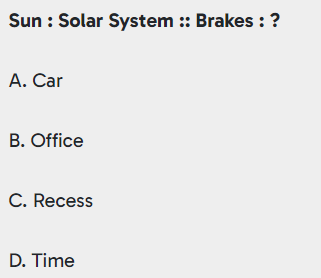 Sun : Solar System :: Brakes : ?
A. Car
B. Office
C. Recess
D. Time